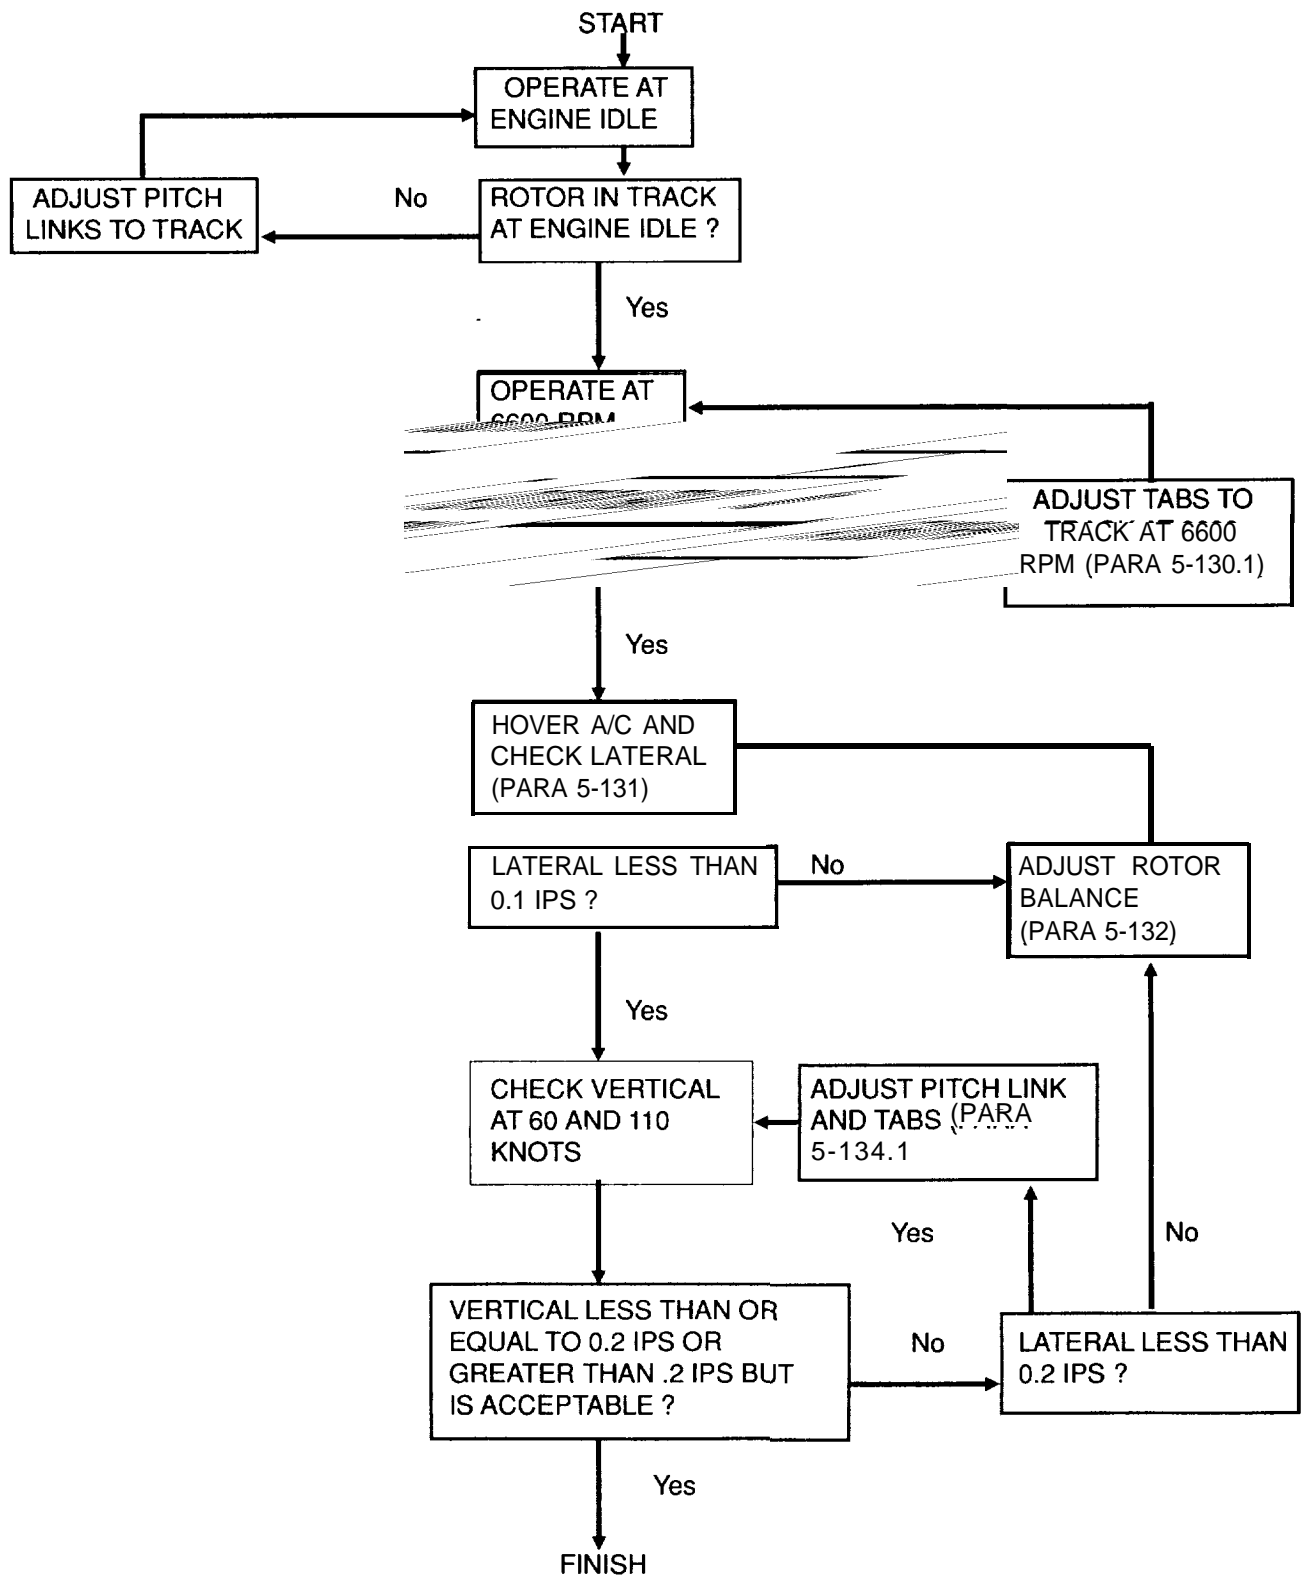 START
OPERATE AT
ENGINE IDLE
ADJUST PITCH
LINKS TO TRACK
No
ROTOR IN TRACK
AT ENGINE IDLE ?
Yes
OPERATE AT
6600 RPM
ADJUST TABS TO
TRACK AT 6600
RPM (PARA 5-130.1)
Yes
HOVER A/C AND
CHECK LATERAL
(PARA 5-131)
LATERAL LESS THAN
0.1 IPS ?
No
ADJUST ROTOR
BALANCE
(PARA 5-132)
Yes
CHECK VERTICAL
AT 60 AND 110
KNOTS
ADJUST PITCH LINK
AND TABS (PARA
5-134.1
Yes
No
VERTICAL LESS THAN OR
EQUAL TO 0.2 IPS OR
GREATER THAN .2 IPS BUT
IS ACCEPTABLE ?
No
LATERAL LESS THAN
0.2 IPS ?
Yes
FINISH